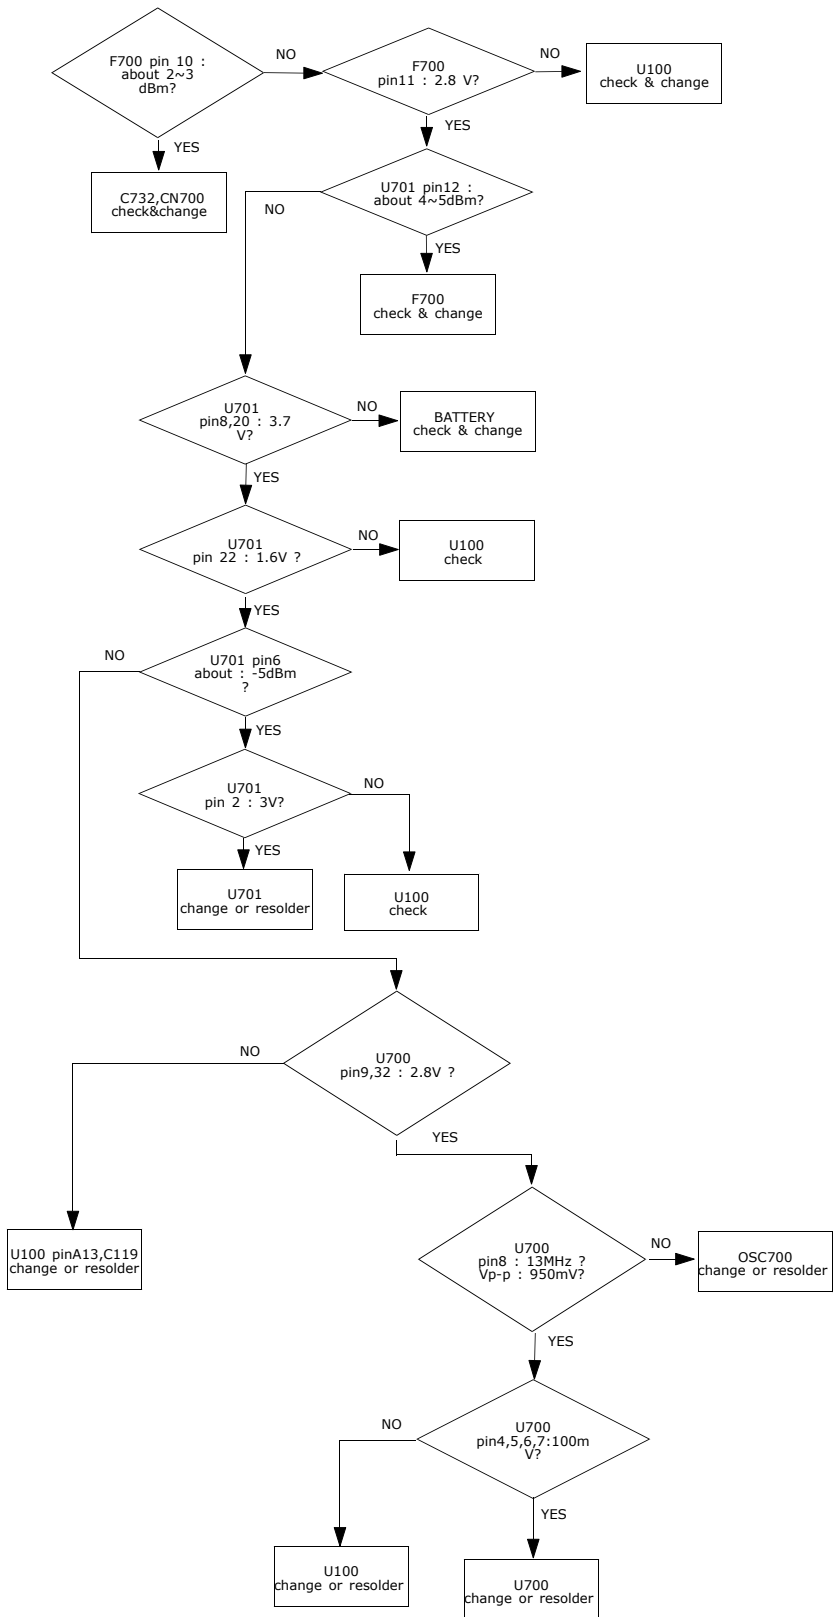 F700 pin 10 :
about 2~3
dBm?
NO
F700
pin11 : 2.8 V?
NO
U100
check & change
YES
YES
C732,CN700
check&change
U701 pin12 :
about 4~5dBm?
NO
YES
F700
check & change
U701
pin8,20 : 3.7
V?
NO
BATTERY
check & change
YES
U701
pin 22 : 1.6V ?
NO
U100
check
YES
NO
U701 pin6
about : -5dBm
?
YES
U701
pin 2 : 3V?
NO
YES
U701
change or resolder
U100
check
NO
U700
pin9,32 : 2.8V ?
YES
U100 pinA13,C119
change or resolder
U700
pin8 : 13MHz ?
Vp-p : 950mV?
NO
OSC700
change or resolder
YES
NO
U700
pin4,5,6,7:100m
V?
YES
U100
change or resolder
U700
change or resolder